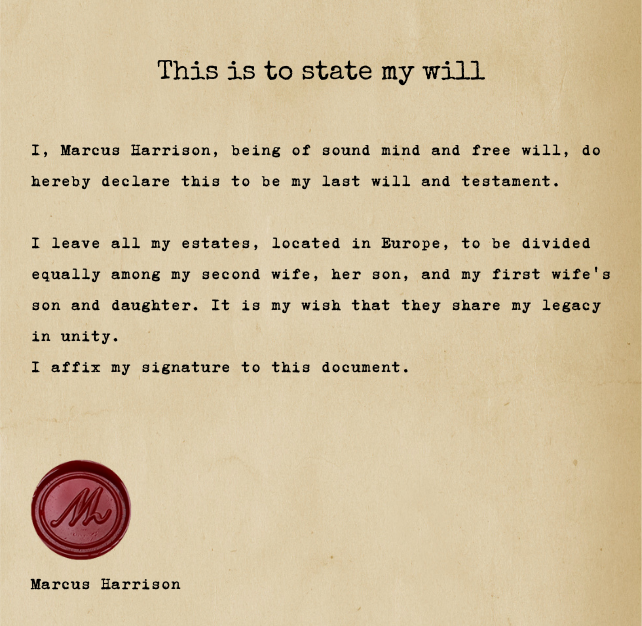 This is to state my will
I, Marcus Harrison, being of sound mind and free will, do
hereby declare this to be my last will and testament.
I leave all my estates, located in Europe, to be divided
equally among my second wife, her son, and my first wife's
son and daughter. It is my wish that they share my legacy
in unity.
I affix my signature to this document.
M
Marcus Harrison